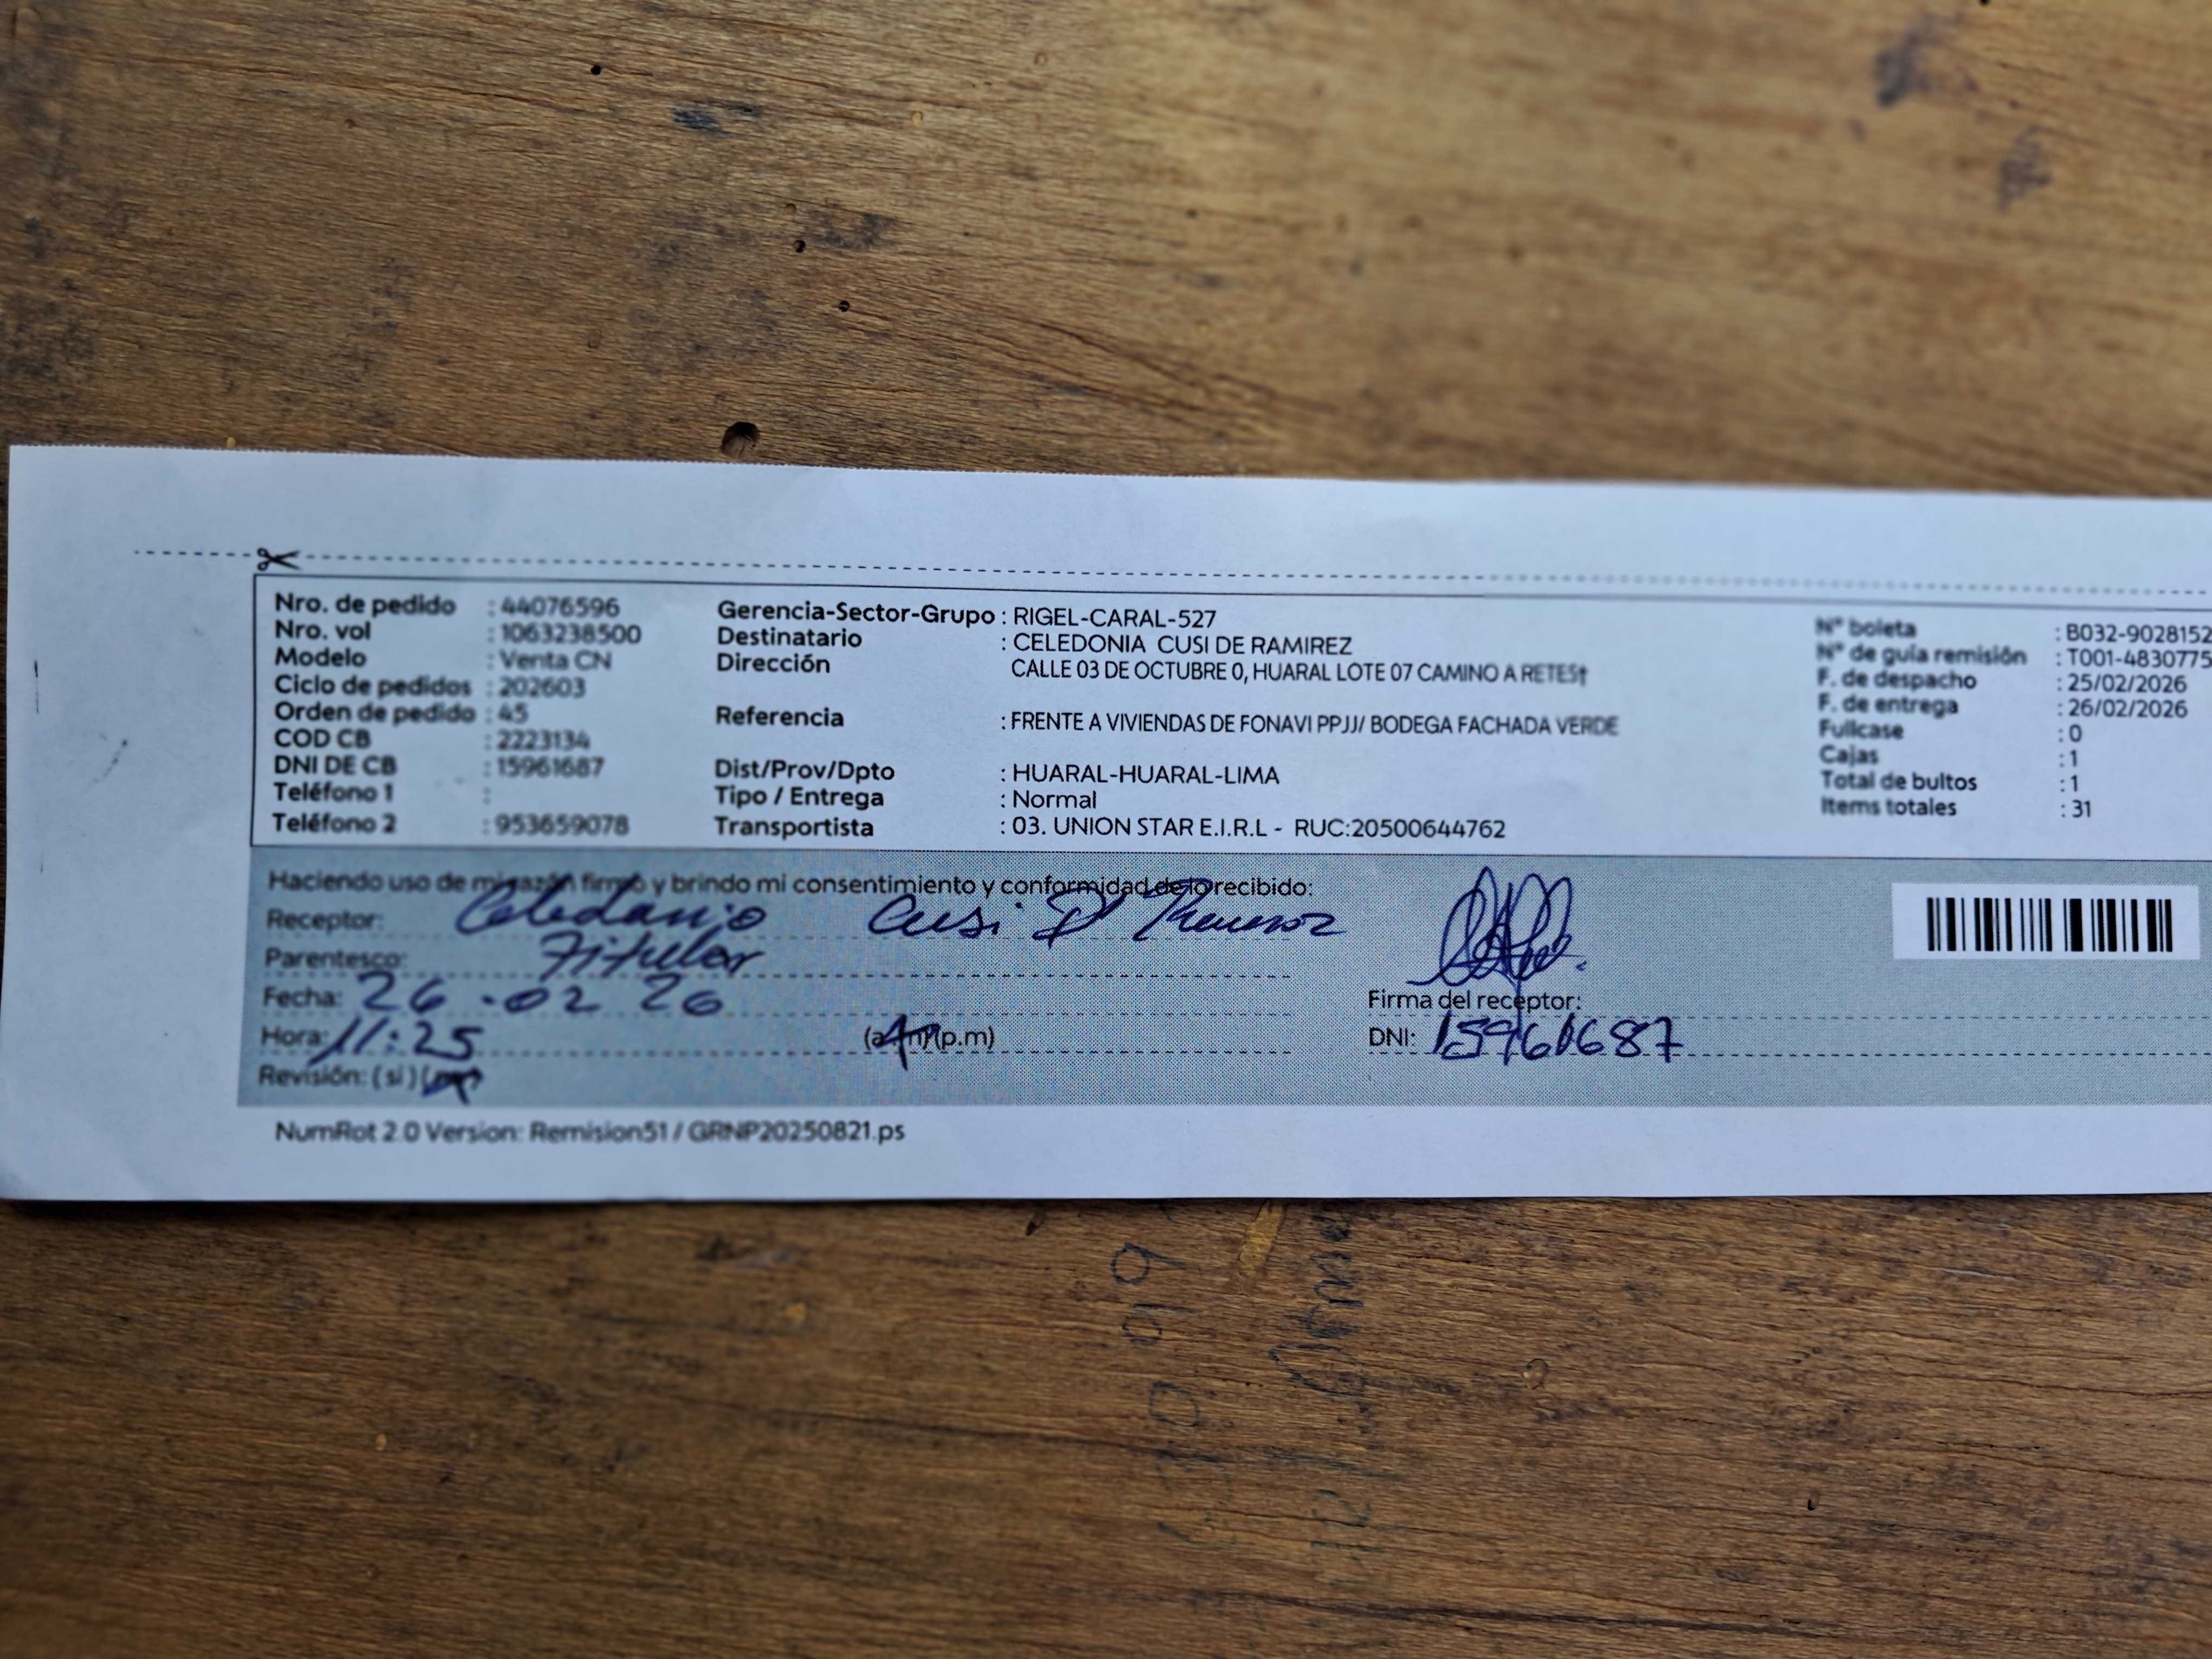 Nro. de pedido : 44076596
Nro. vol : 1063238500
Modelo : Venta CN
Ciclo de pedidos : 202603
Orden de pedido : 45
COD CB : 2223134
DNI DE CB : 15961687
Teléfono 1 :
Teléfono 2 : 953659078
Gerencia-Sector-Grupo : RIGEL-CARAL-527
Destinatario : CELEDONIA CUSI DE RAMIREZ
Dirección CALLE 03 DE OCTUBRE 0, HUARAL LOTE 07 CAMINO A RETES†
Referencia : FRENTE A VIVIENDAS DE FONAVI PPJJ/ BODEGA FACHADA VERDE
Dist/Prov/Dpto : HUARAL-HUARAL-LIMA
Tipo / Entrega : Normal
Transportista : 03. UNION STAR E.I.R.L - RUC:20500644762
N° boleta : B032-9028152
N° de guia remisión : T001-4830775
F. de despacho : 25/02/2026
F. de entrega : 26/02/2026
Fullcase : 0
Cajas : 1
Total de bultos : 1
Items totales : 31
Haciendo uso de mi razón firmo y brindo mi consentimiento y conformidad de lo recibido:
Receptor: Celedonio Cusi D
Parentesco: Titular
Fecha: 26-02 26
Hora: 11:25 (a.m)(p.m)
Revisión: (si)(no)
Firma del receptor:
DNI: 15961687
NumRot 2.0 Version: Remision51 / GRNP20250821.ps